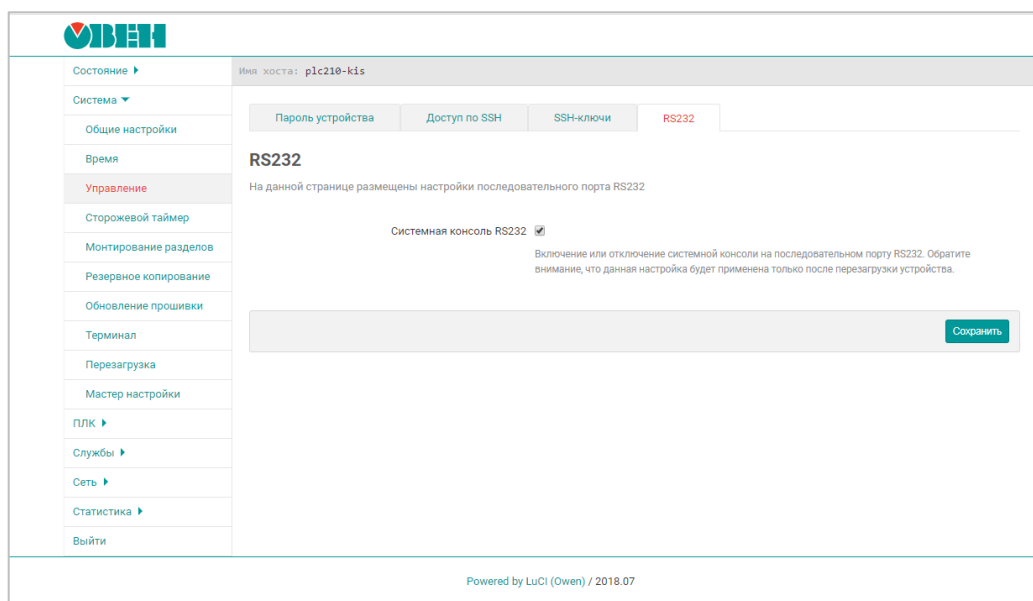 ОВЕН
Состояние
Имя хоста: plc210-kis
Система
Общие настройки
Время
Управление
Сторожевой таймер
Монтирование разделов
Резервное копирование
Обновление прошивки
Терминал
Перезагрузка
Мастер настройки
ПЛК
Службы
Сеть
Статистика
Выйти
Пароль устройства
Доступ по SSH
SSH-ключи
RS232
RS232
На данной странице размещены настройки последовательного порта RS232
Системная консоль RS232
Включение или отключение системной консоли на последовательном порту RS232. Обратите
внимание, что данная настройка будет применена только после перезагрузки устройства.
Сохранить
Powered by LuCI (Owen) / 2018.07